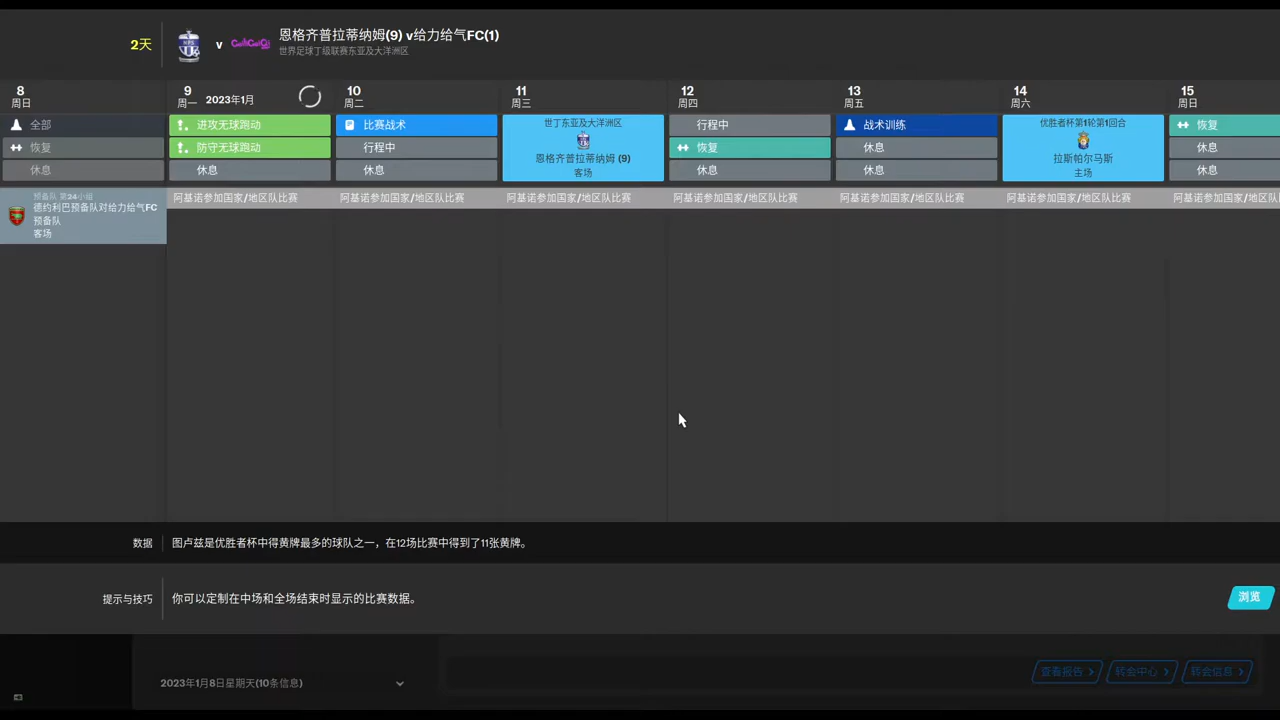 2天
v
GeiLiGeiQi
恩格齐普拉蒂纳姆(9) v给力给气FC(1)
世界足球丁级联赛东亚及大洋洲区
8
周日
9
周一
2023年1月
10
周二
11
周三
12
周四
13
周五
14
周六
15
周日
全部
恢复
休息
进攻无球跑动
防守无球跑动
休息
比赛战术
行程中
休息
世丁东亚及大洋洲区
恩格齐普拉蒂纳姆 (9)
客场
行程中
恢复
休息
战术训练
休息
休息
优胜者杯第1轮第1回合
拉斯帕尔马斯
主场
恢复
休息
休息
预备队 第24小组
德约利巴预备队对给力给气FC
预备队
客场
阿基诺参加国家/地区队比赛
阿基诺参加国家/地区队比赛
阿基诺参加国家/地区队比赛
阿基诺参加国家/地区队比赛
阿基诺参加国家/地区队比赛
阿基诺参加国家/地区队比赛
阿基诺参加国家/地区队
数据
图卢兹是优胜者杯中得黄牌最多的球队之一，在12场比赛中得到了11张黄牌。
提示与技巧
你可以定制在中场和全场结束时显示的比赛数据。
浏览
2023年1月8日星期天(10条信息)
查看报告
转会中心
转会信息